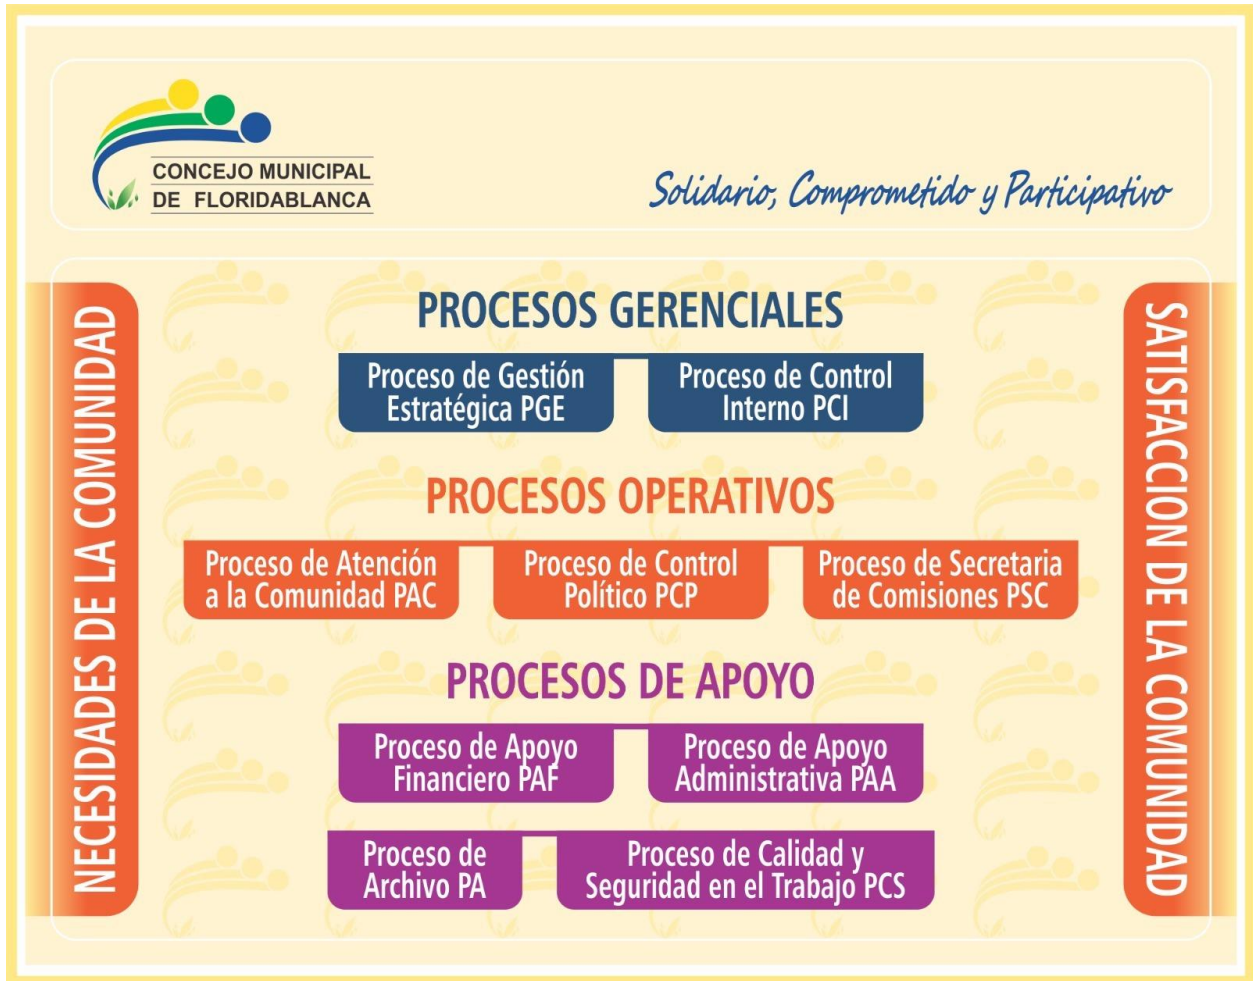 CONCEJO MUNICIPAL
DE FLORIDABLANCA
Solidario, Comprometido y Participativo
NECESIDADES DE LA COMUNIDAD
PROCESOS GERENCIALES
Proceso de Gestión
Estratégica PGE
Proceso de Control
Interno PCI
PROCESOS OPERATIVOS
Proceso de Atención
a la Comunidad PAC
Proceso de Control
Político PCP
Proceso de Secretaria
de Comisiones PSC
PROCESOS DE APOYO
Proceso de Apoyo
Financiero PAF
Proceso de Apoyo
Administrativa PAA
Proceso de
Archivo PA
Proceso de Calidad y
Seguridad en el Trabajo PCS
SATISFACCION DE LA COMUNIDAD